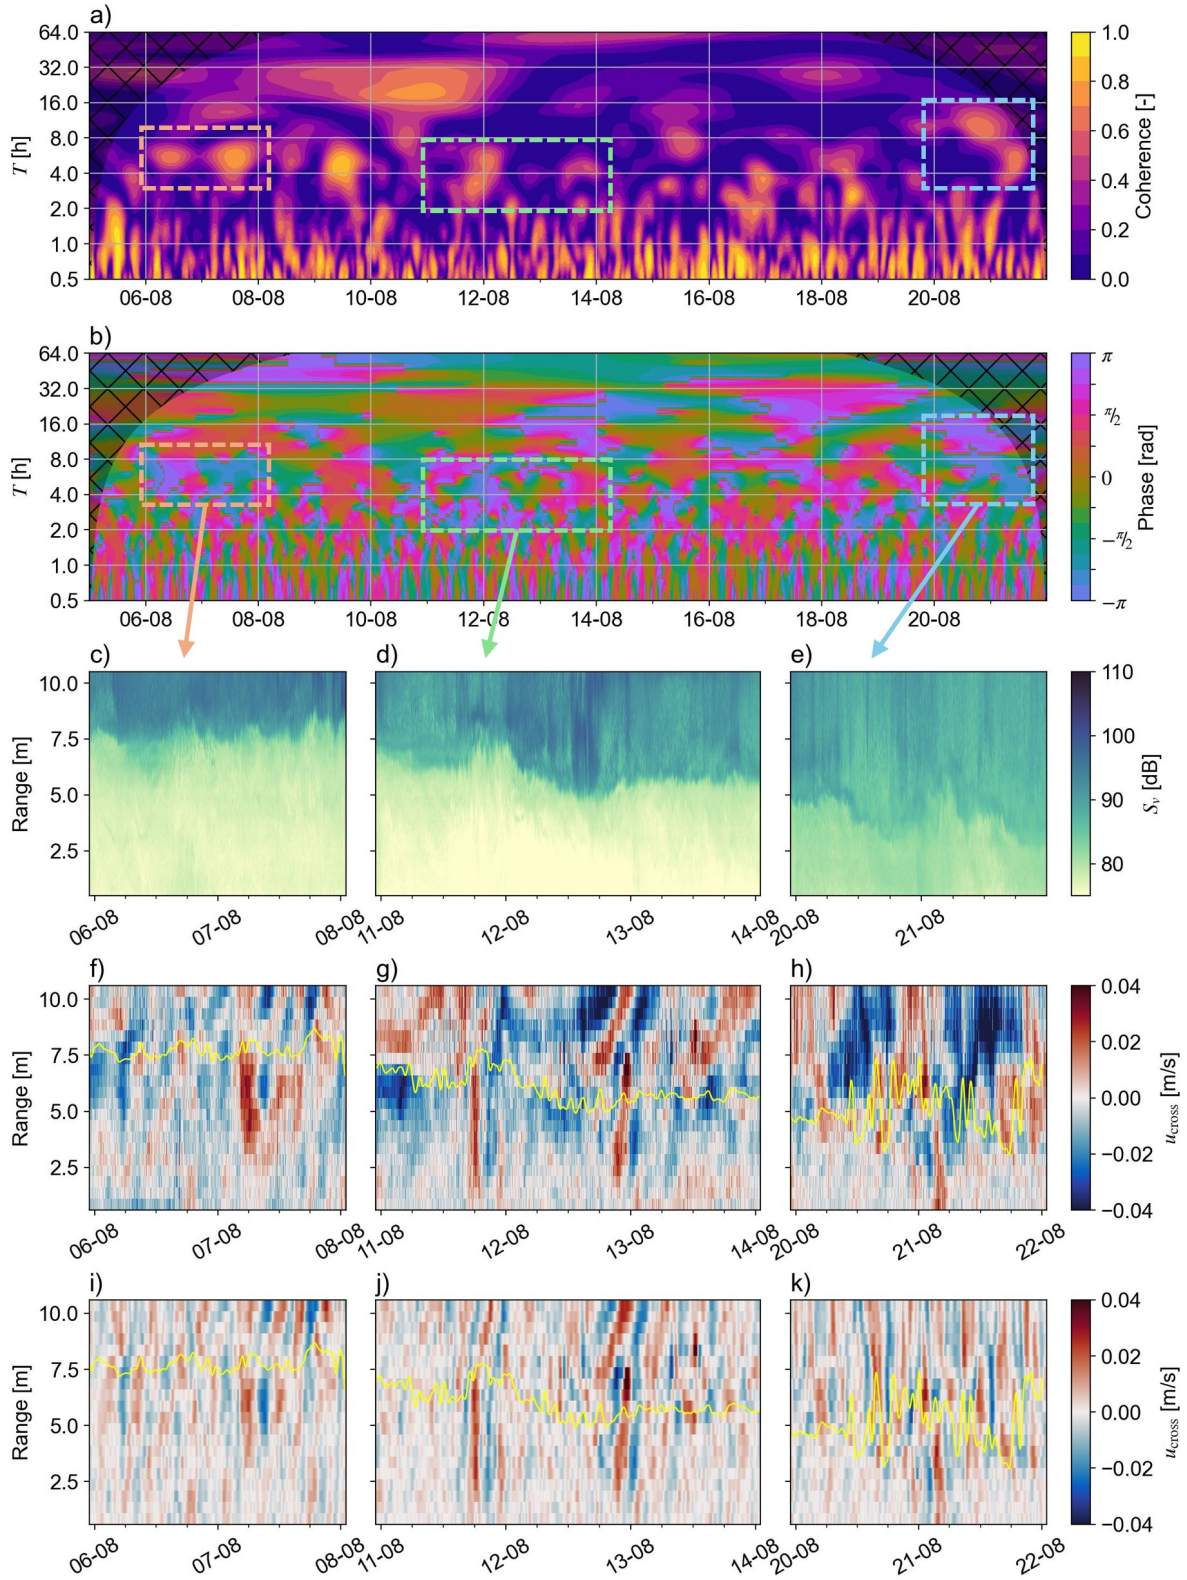 a)
64.0
32.0
16.0
8.0
4.0
2.0
1.0
0.5
T [h]
06-08 08-08 10-08 12-08 14-08 16-08 18-08 20-08
1.0
0.8
0.6
0.4
0.2
0.0
Coherence [-]
b)
64.0
32.0
16.0
8.0
4.0
2.0
1.0
0.5
T [h]
06-08 08-08 10-08 12-08 14-08 16-08 18-08 20-08
π
π/2
0
−π/2
−π
Phase [rad]
c) d) e)
10.0
7.5
5.0
2.5
Range [m]
06-08 07-08 08-08 11-08 12-08 13-08 14-08 20-08 21-08
110
100
90
80
Sv [dB]
f) g) h)
10.0
7.5
5.0
2.5
Range [m]
06-08 07-08 08-08 11-08 12-08 13-08 14-08 20-08 21-08 22-08
0.04
0.02
0.00
−0.02
−0.04
ucross [m/s]
i) j) k)
10.0
7.5
5.0
2.5
Range [m]
06-08 07-08 08-08 11-08 12-08 13-08 14-08 20-08 21-08 22-08
0.04
0.02
0.00
−0.02
−0.04
ucross [m/s]